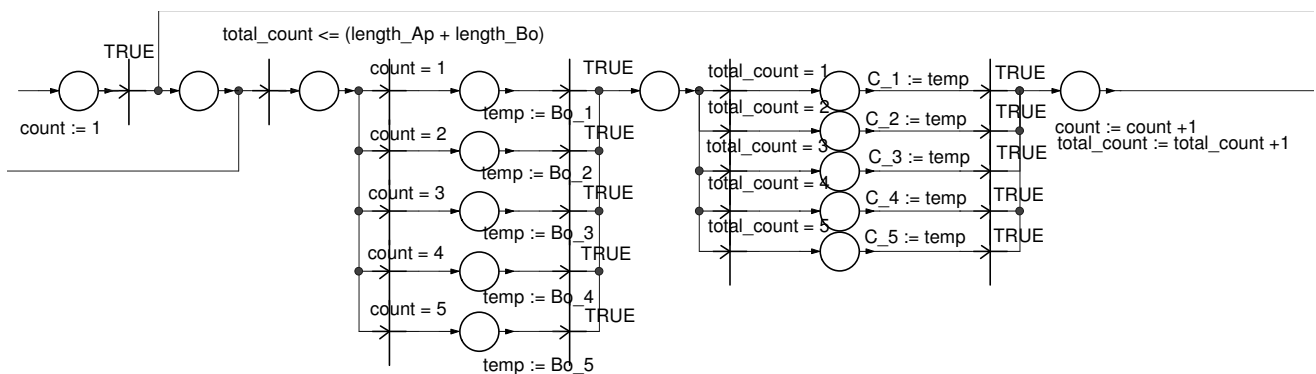 total_count <= (length_Ap + length_Bo)
TRUE
count := 1
count = 1
temp := Bo_1
count = 2
temp := Bo_2
count = 3
temp := Bo_3
count = 4
temp := Bo_4
count = 5
temp := Bo_5
TRUE
TRUE
TRUE
TRUE
TRUE
total_count = 1
total_count = 2
total_count = 3
total_count = 4
total_count = 5
C_1 := temp
C_2 := temp
C_3 := temp
C_4 := temp
C_5 := temp
TRUE
TRUE
TRUE
TRUE
TRUE
count := count +1
total_count := total_count +1